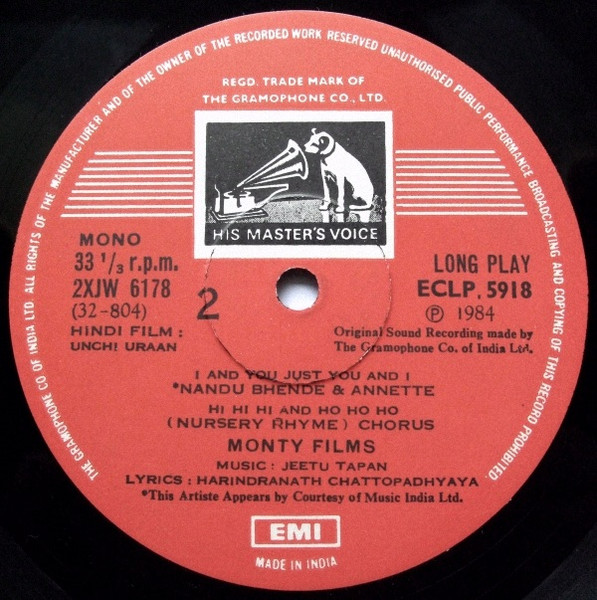 THE GRAMOPHONE CO OF INDIA LTD. ALL RIGHTS OF THE MANUFACTURER AND OF THE OWNER OF THE RECORDED WORK RESERVED UNAUTHORISED PUBLIC PERFORMANCE BROADCASTING AND COPYING OF THIS RECORD PROHIBITED.
REGD. TRADE MARK OF
THE GRAMOPHONE CO., LTD.
HIS MASTER'S VOICE
MONO
33 1/3 r.p.m.
2XJW 6178
(32-804)
HINDI FILM :
UNCHI URAAN
2
LONG PLAY
ECLP. 5918
℗ 1984
Original Sound Recording made by
The Gramophone Co. of India Ltd.
I AND YOU JUST YOU AND I
*NANDU BHENDE & ANNETTE
HI HI HI AND HO HO HO
(NURSERY RHYME) CHORUS
MONTY FILMS
MUSIC : JEETU TAPAN
LYRICS : HARINDRANATH CHATTOPADHYAYA
*This Artiste Appears by Courtesy of Music India Ltd.
EMI
MADE IN INDIA